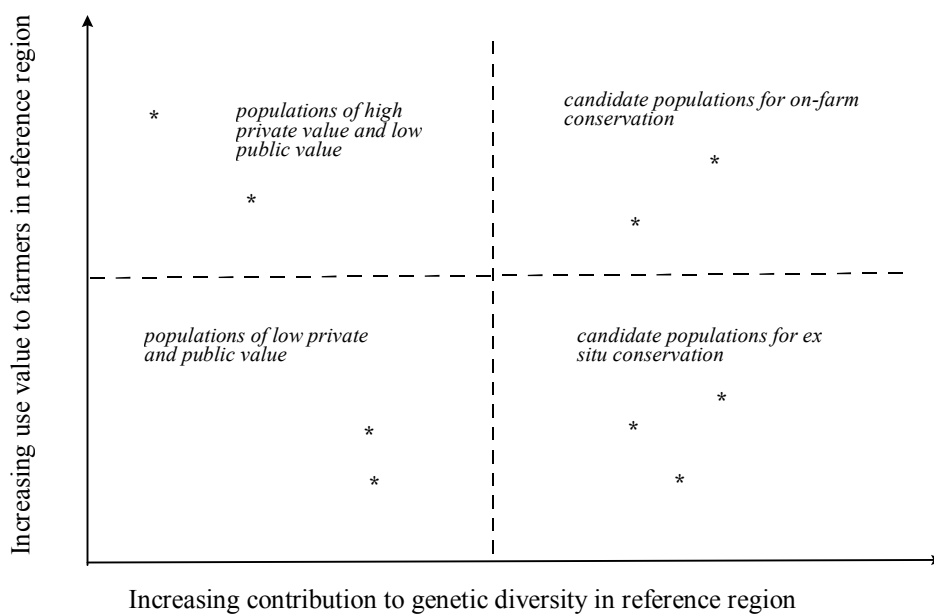 Increasing use value to farmers in reference region
populations of high
private value and low
public value
candidate populations for on-farm
conservation
*
*
*
*
populations of low private
and public value
candidate populations for ex
situ conservation
*
*
*
*
*
Increasing contribution to genetic diversity in reference region